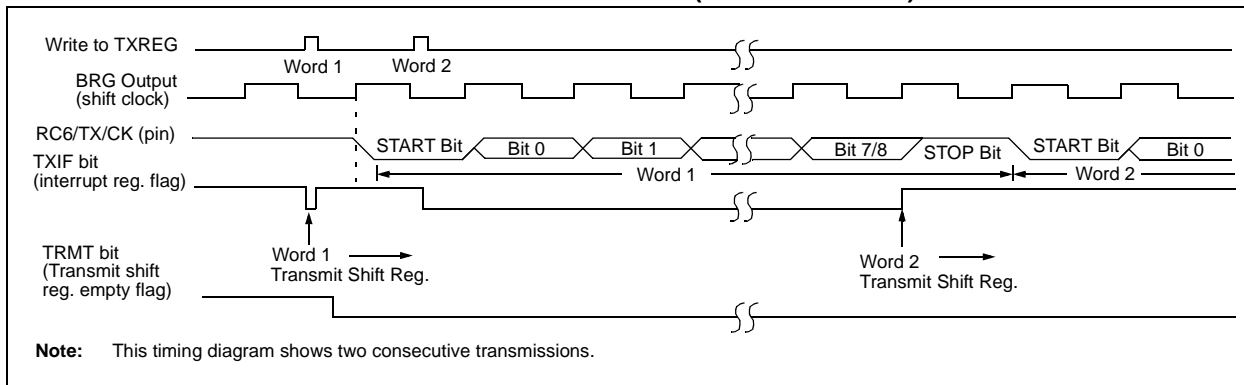 Write to TXREG
Word 1
Word 2
BRG Output
(shift clock)
RC6/TX/CK (pin)
START Bit
Bit 0
Bit 1
Bit 7/8
STOP Bit
START Bit
Bit 0
TXIF bit
(interrupt reg. flag)
Word 1
Word 2
TRMT bit
(Transmit shift
reg. empty flag)
Word 1
Transmit Shift Reg.
Word 2
Transmit Shift Reg.
Note: This timing diagram shows two consecutive transmissions.